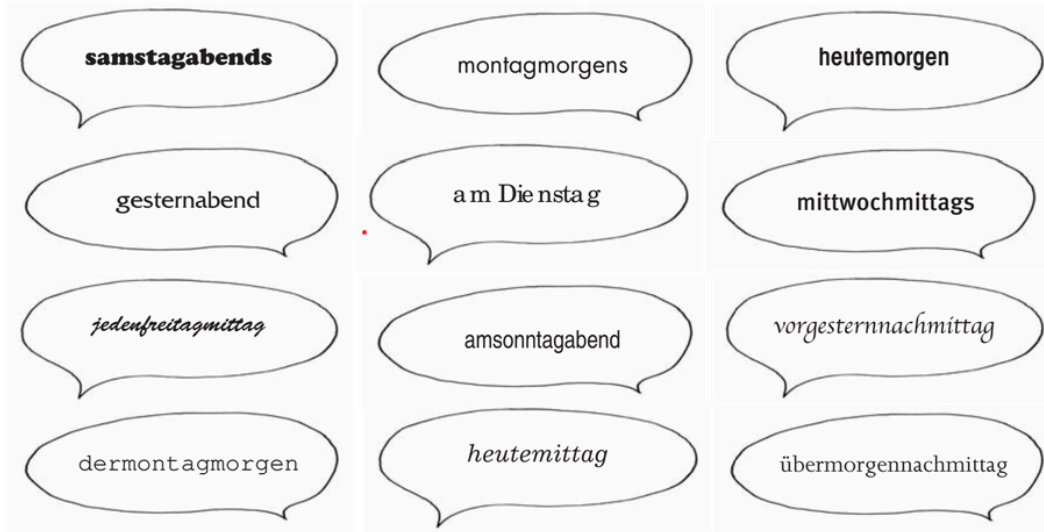 samstagabends
montagmorgens
heutemorgen
gesternabend
am Dienstag
mittwochmittags
jedenfreitagmittag
amsonntagabend
vorgesternnachmittag
dermontagmorgen
heutemittag
übermorgennachmittag